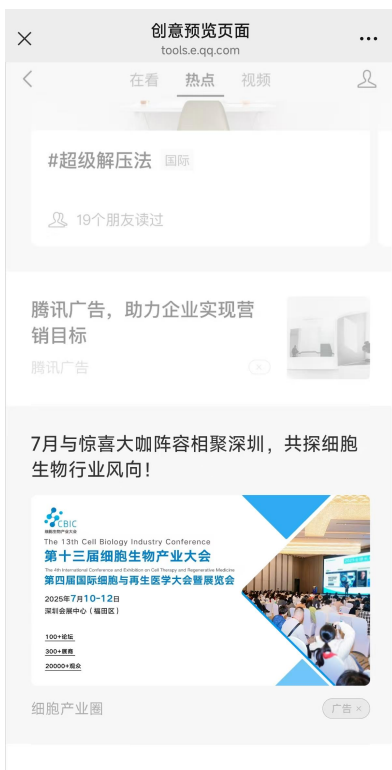 创意预览页面
tools.e.qq.com
在看 热点 视频
#超级解压法 国际
19个朋友读过
腾讯广告，助力企业实现营
销目标
腾讯广告
7月与惊喜大咖阵容相聚深圳，共探细胞
生物行业风向！
CBIC
细胞生物产业大会
The 13th Cell Biology Industry Conference
第十三届细胞生物产业大会
The 4th International Conference and Exhibition on Cell Therapy and Regenerative Medicine
第四届国际细胞与再生医学大会暨展览会
2025年7月10-12日
深圳会展中心（福田区）
100+论坛
300+展商
20000+观众
细胞产业圈
广告 ×